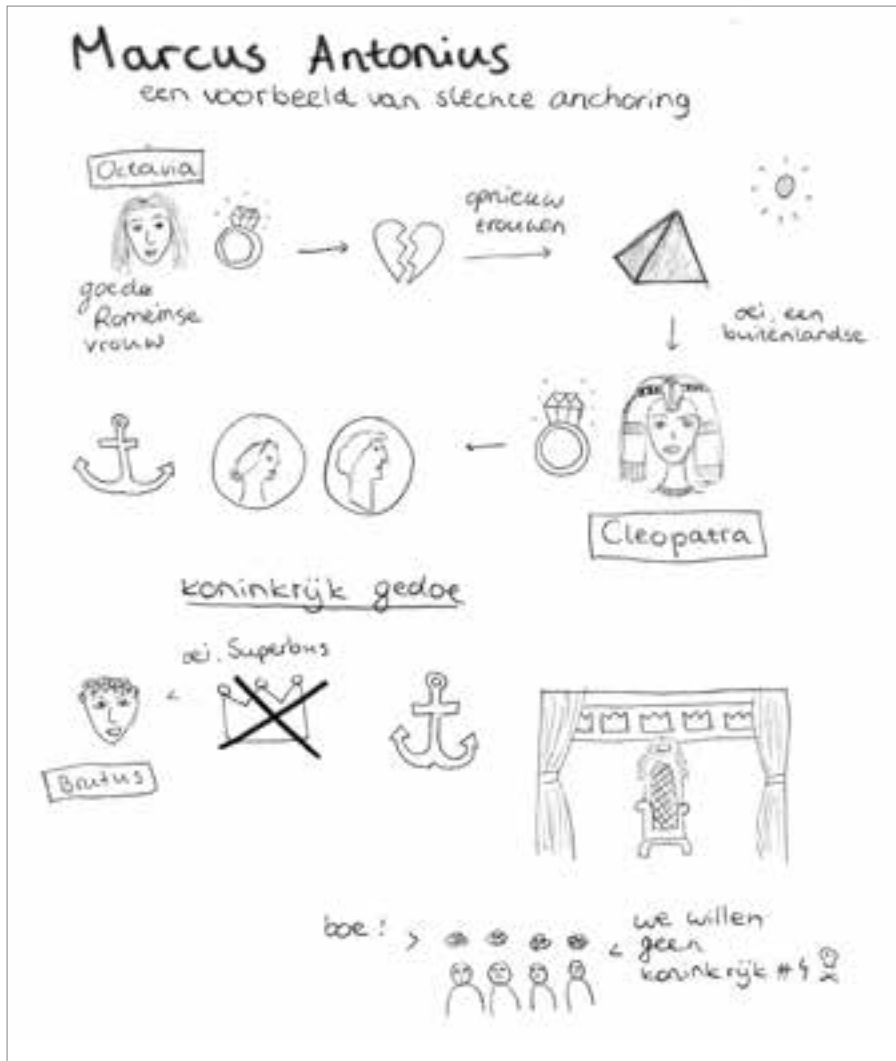 Marcus Antonius
een voorbeeld van slechte anchoring
Octavia
goede
Romeinse
vrouw
opnieuw
trouwen
oei, een
buitenlandse
Cleopatra
koninkrijk gedoe
oei, Superbus
Brutus
boe!
we willen
geen
koninkrijk #